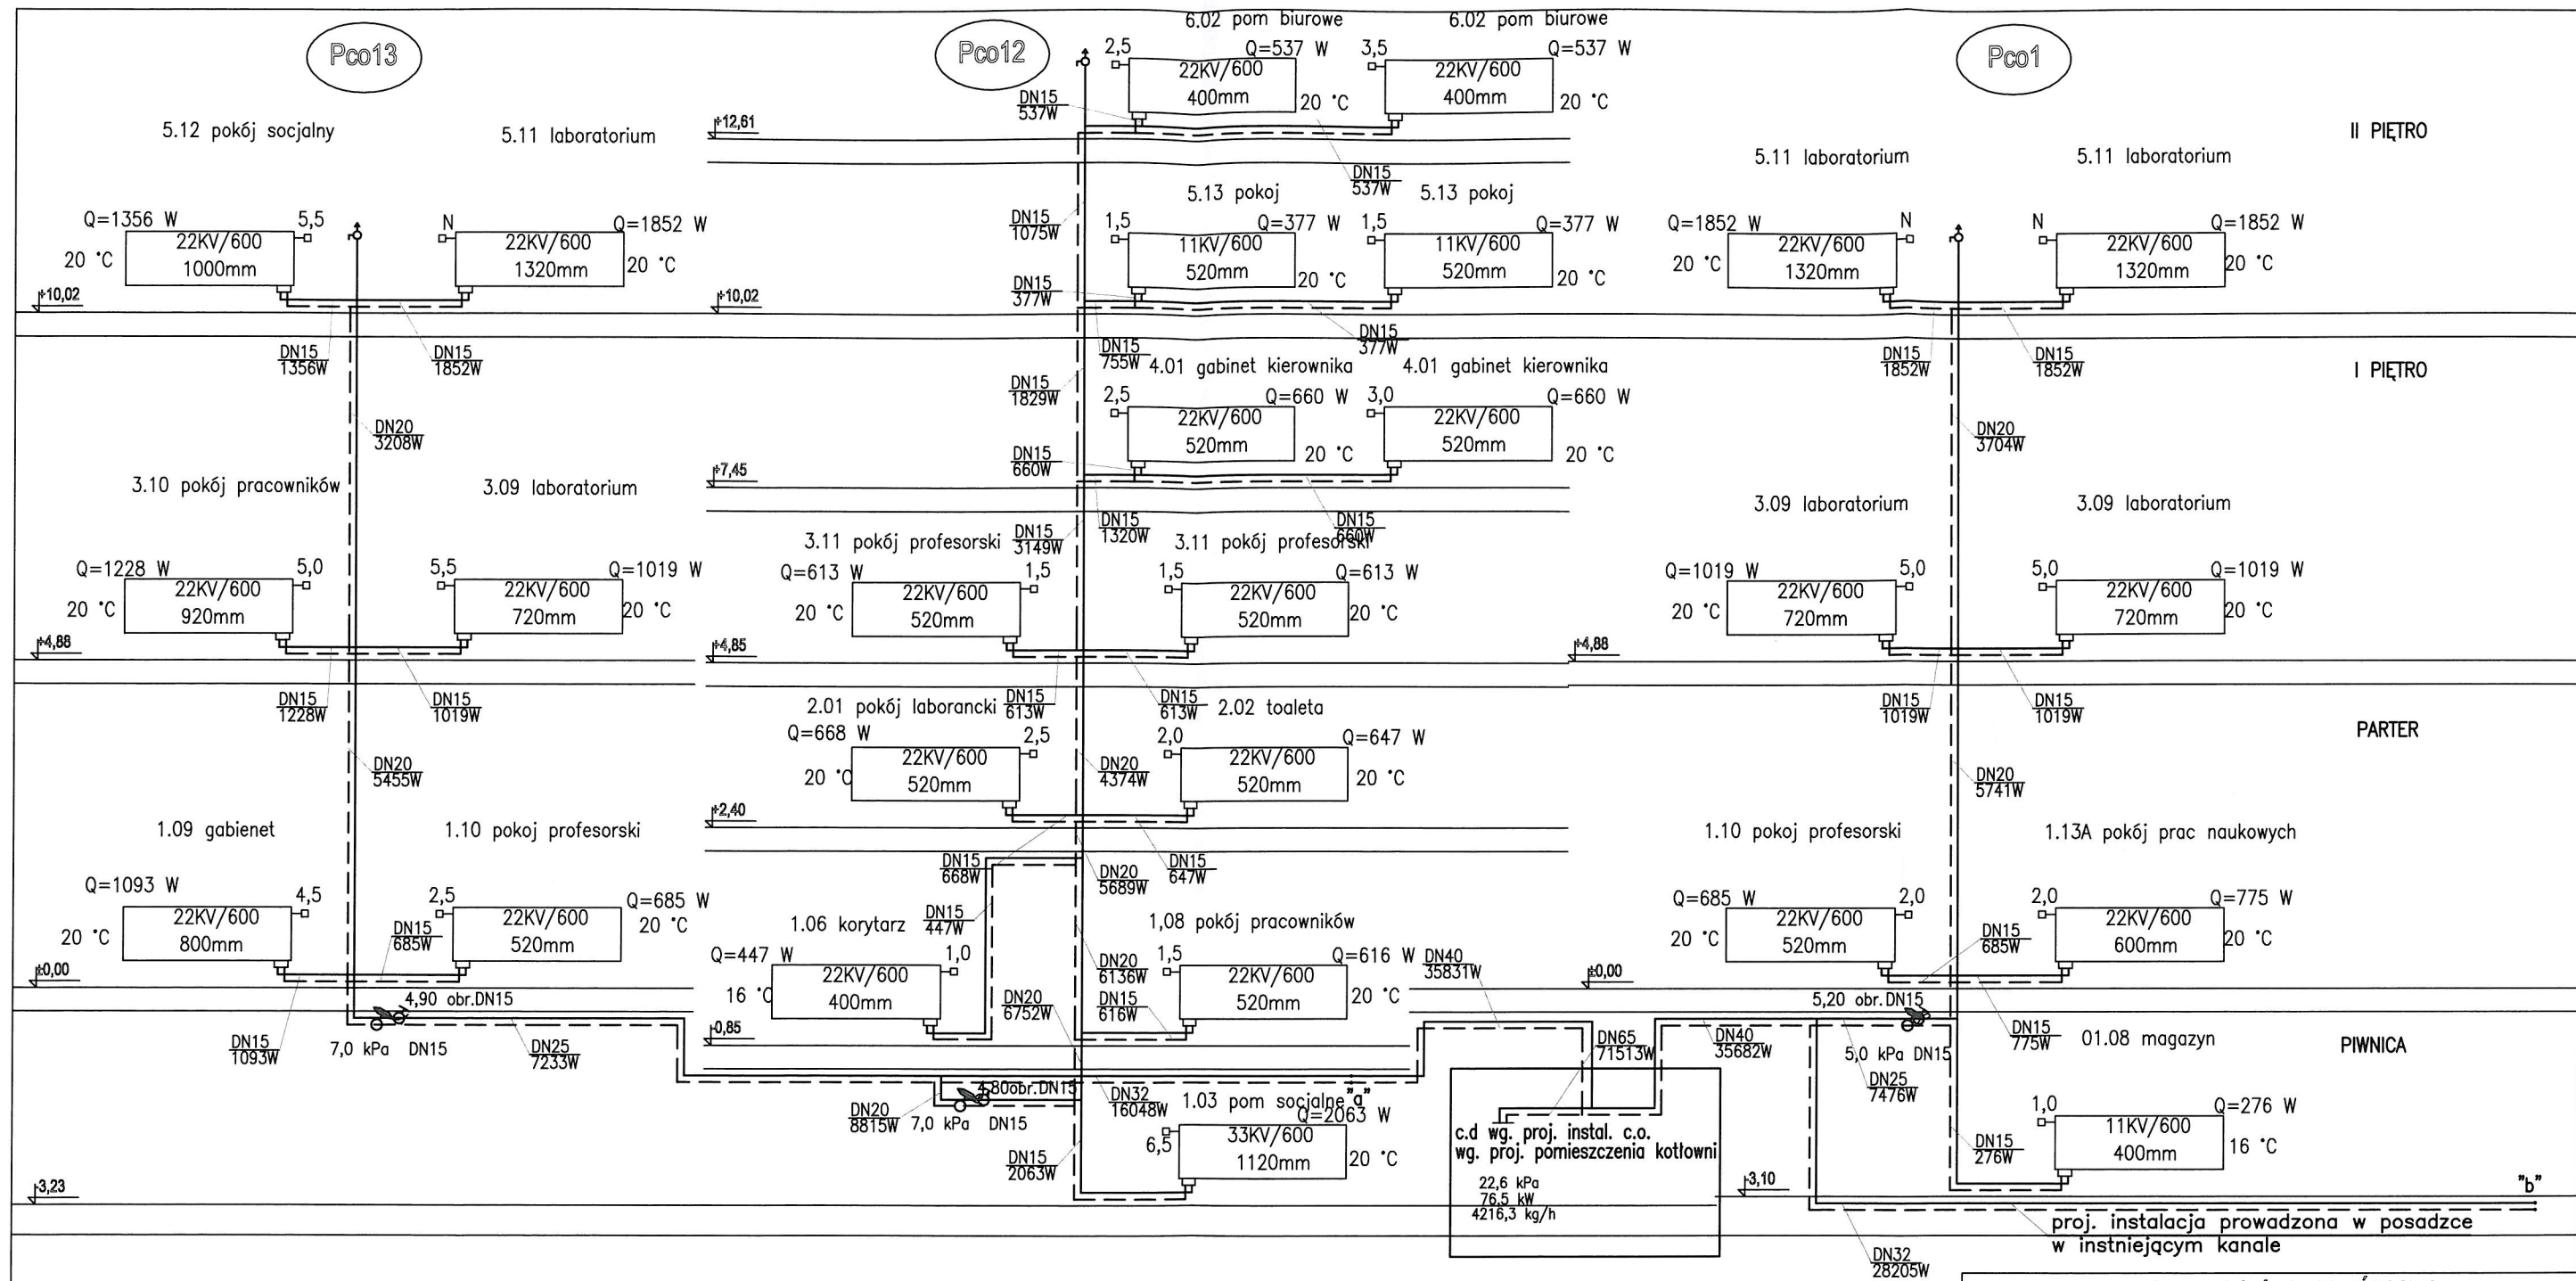 Pco13
Pco12
Pco1
6.02 pom biurowe
6.02 pom biurowe
2,5
Q=537 W
3,5
Q=537 W
22KV/600
400mm
20 °C
22KV/600
400mm
20 °C
DN15
537W
+12,61
5.12 pokój socjalny
5.11 laboratorium
II PIĘTRO
5.11 laboratorium
5.11 laboratorium
DN15
537W
5.13 pokoj
5.13 pokoj
Q=1356 W
5,5
N
Q=1852 W
DN15
1075W
1,5
Q=377 W
1,5
Q=377 W
Q=1852 W
N
N
Q=1852 W
22KV/600
1000mm
20 °C
22KV/600
1320mm
20 °C
11KV/600
520mm
20 °C
11KV/600
520mm
20 °C
22KV/600
1320mm
20 °C
22KV/600
1320mm
20 °C
+10,02
+10,02
DN15
377W
DN15
1356W
DN15
1852W
DN15
755W
DN15
377W
DN15
1852W
DN15
1852W
I PIĘTRO
4.01 gabinet kierownika
4.01 gabinet kierownika
DN15
1829W
2,5
Q=660 W
3,0
Q=660 W
22KV/600
520mm
20 °C
22KV/600
520mm
20 °C
DN20
3208W
DN20
3704W
DN15
660W
+7,45
3.10 pokój pracowników
3.09 laboratorium
3.09 laboratorium
3.09 laboratorium
DN15
1320W
DN15
660W
DN15
3149W
3.11 pokój profesorski
3.11 pokój profesorski
Q=1228 W
5,0
5,5
Q=1019 W
Q=613 W
1,5
1,5
Q=613 W
Q=1019 W
5,0
5,0
Q=1019 W
22KV/600
920mm
20 °C
22KV/600
720mm
20 °C
22KV/600
520mm
20 °C
22KV/600
520mm
20 °C
22KV/600
720mm
20 °C
22KV/600
720mm
20 °C
+4,88
+4,85
+4,88
DN15
1228W
DN15
1019W
DN15
613W
DN15
613W
DN15
1019W
DN15
1019W
2.01 pokój laborancki
2.02 toaleta
PARTER
Q=668 W
2,5
2,0
Q=647 W
22KV/600
520mm
20 °C
22KV/600
520mm
20 °C
DN20
5455W
DN20
4374W
DN20
5741W
+2,40
1.09 gabienet
1.10 pokoj profesorski
1.10 pokoj profesorski
1.13A pokój prac naukowych
DN15
668W
DN20
5689W
DN15
647W
Q=1093 W
4,5
2,5
Q=685 W
Q=685 W
2,0
2,0
Q=775 W
22KV/600
800mm
20 °C
22KV/600
520mm
20 °C
22KV/600
520mm
20 °C
22KV/600
600mm
20 °C
DN15
685W
DN15
685W
1.06 korytarz
DN15
447W
1,08 pokój pracowników
Q=447 W
1,0
1,5
Q=616 W
22KV/600
400mm
16 °C
22KV/600
520mm
20 °C
DN20
6136W
DN15
616W
DN20
6752W
DN40
35831W
±0,00
±0,00
4,90 obr.DN15
5,20 obr.DN15
-0,85
DN15
1093W
7,0 kPa DN15
DN25
7233W
DN65
71513W
DN40
35682W
5,0 kPa DN15
DN15
775W
01.08 magazyn
PIWNICA
DN25
7476W
4,80obr.DN15
DN20
8815W
7,0 kPa DN15
DN32
16048W
"a"
1.03 pom socjalne
Q=2063 W
6,5
33KV/600
1120mm
20 °C
DN15
2063W
c.d wg. proj. instal. c.o.
wg. proj. pomieszczenia kotłowni
22,6 kPa
76,5 kW
4216,3 kg/h
1,0
Q=276 W
11KV/600
400mm
16 °C
DN15
276W
-3,23
-3,10
"b"
proj. instalacja prowadzona w posadzce
w instniejącym kanale
DN32
28205W